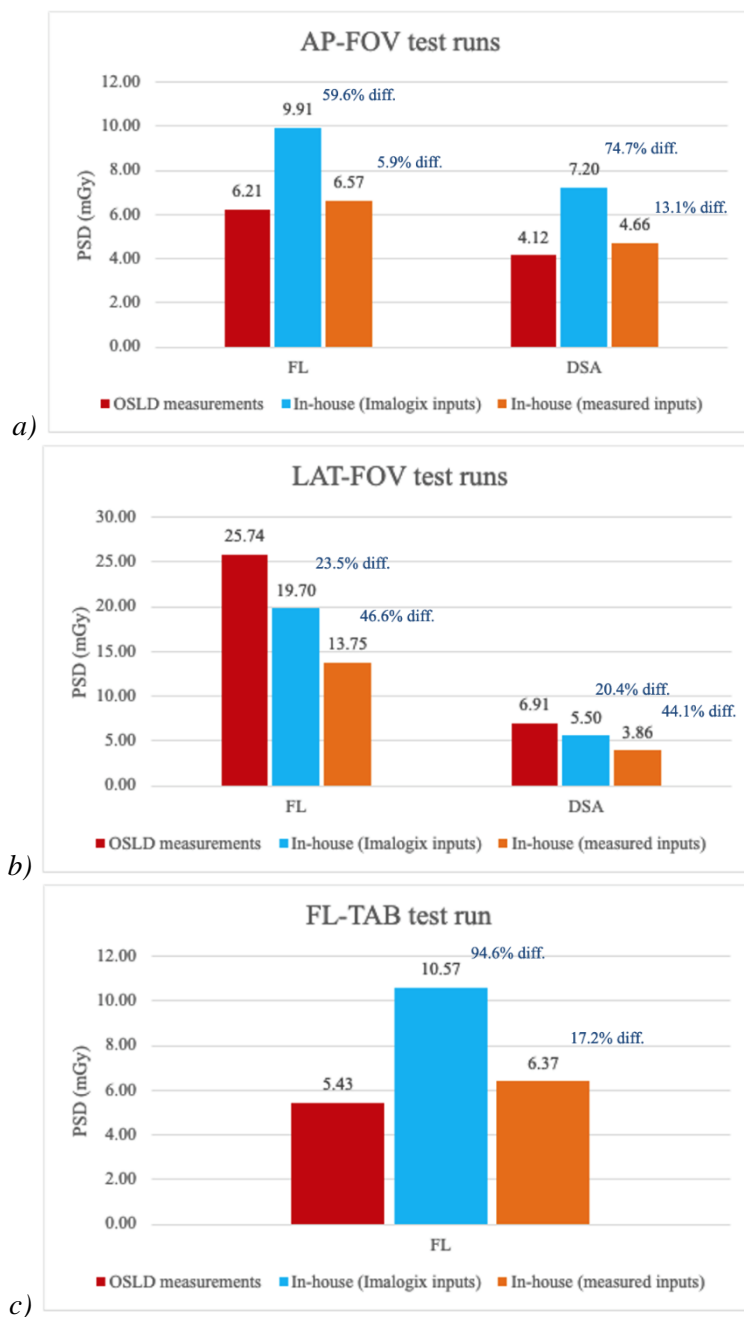 AP-FOV test runs
12.00
59.6% diff.
9.91
10.00
74.7% diff.
7.20
8.00
5.9% diff.
6.57
6.21
13.1% diff.
6.00
4.66
4.12
4.00
2.00
0.00
PSD (mGy)
FL
DSA
OSLD measurements
In-house (Imalogix inputs)
In-house (measured inputs)
a)
LAT-FOV test runs
30.00
25.74
25.00
23.5% diff.
19.70
20.00
46.6% diff.
13.75
15.00
10.00
20.4% diff.
6.91
44.1% diff.
5.50
3.86
5.00
0.00
PSD (mGy)
FL
DSA
OSLD measurements
In-house (Imalogix inputs)
In-house (measured inputs)
b)
FL-TAB test run
12.00
94.6% diff.
10.57
10.00
8.00
17.2% diff.
6.37
5.43
6.00
4.00
2.00
0.00
PSD (mGy)
FL
OSLD measurements
In-house (Imalogix inputs)
In-house (measured inputs)
c)